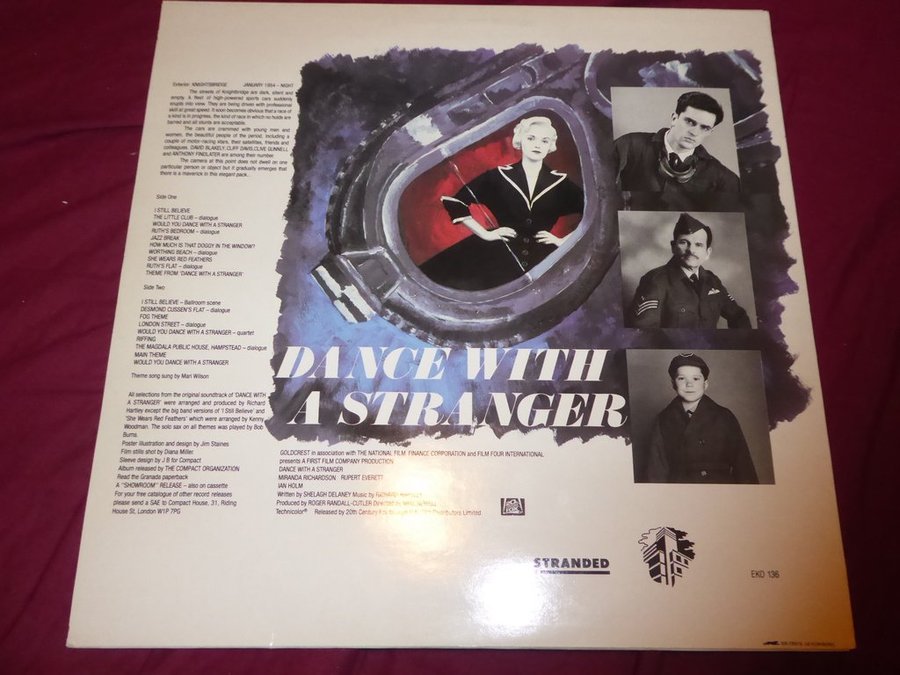 Exterior: KNIGHTSBRIDGE JANUARY 1954 – NIGHT
The streets of Knightbridge are dark, silent and
empty. A fleet of high-powered sports cars suddenly
erupts into view. They are being driven with professional
skill at great speed. It soon becomes obvious that a race of
a kind is in progress, the kind of race in which no holds are
barred and all stunts are acceptable.
The cars are crammed with young men and
women, the beautiful people of the period, including a
couple of motor-racing stars, their satellites, friends and
colleagues. DAVID BLAKELY, CLIFF DAVIS, CLIVE GUNNELL
and ANTHONY FINDLATER are among their number.
The camera at this point does not dwell on one
particular person or object but it gradually emerges that
there is a maverick in this elegant pack..
Side One
I STILL BELIEVE
THE LITTLE CLUB – dialogue
WOULD YOU DANCE WITH A STRANGER
RUTH'S BEDROOM – dialogue
JAZZ BREAK
HOW MUCH IS THAT DOGGY IN THE WINDOW?
WORTHING BEACH – dialogue
SHE WEARS RED FEATHERS
RUTH'S FLAT – dialogue
THEME FROM 'DANCE WITH A STRANGER'
Side Two
I STILL BELIEVE – Ballroom scene
DESMOND CUSSEN'S FLAT – dialogue
FOG THEME
LONDON STREET – dialogue
WOULD YOU DANCE WITH A STRANGER – quartet
RIFFING
THE MAGDALA PUBLIC HOUSE, HAMPSTEAD – dialogue
MAIN THEME
WOULD YOU DANCE WITH A STRANGER
Theme song sung by Mari Wilson
All selections from the original soundtrack of 'DANCE WITH
A STRANGER' were arranged and produced by Richard
Hartley except the big band versions of 'I Still Believe' and
'She Wears Red Feathers' which were arranged by Kenny
Woodman. The solo sax on all themes was played by Bob
Burns.
Poster illustration and design by Jim Staines
Film stills shot by Diana Miller.
Sleeve design by J B for Compact
Album released by THE COMPACT ORGANIZATION
Read the Granada paperback
A "SHOWROOM" RELEASE – also on cassette
For your free catalogue of other record releases
please send a SAE to Compact House, 31, Riding
House St, London W1P 7PG
DANCE WITH
A STRANGER
GOLDCREST in association with THE NATIONAL FILM FINANCE CORPORATION and FILM FOUR INTERNATIONAL
presents A FIRST FILM COMPANY PRODUCTION
DANCE WITH A STRANGER
MIRANDA RICHARDSON RUPERT EVERETT
IAN HOLM
Written by SHELAGH DELANEY Music by RICHARD HARTLEY
Produced by ROGER RANDALL-CUTLER Directed by
Technicolor® Released by 20th Century Fox Distributors Limited
STRANDED
EKO 136